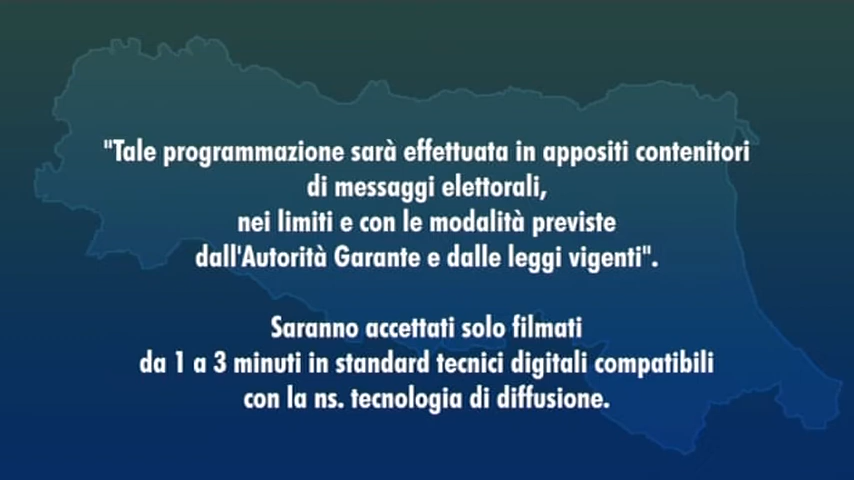 "Tale programmazione sarà effettuata in appositi contenitori
di messaggi elettorali,
nei limiti e con le modalità previste
dall'Autorità Garante e dalle leggi vigenti".
Saranno accettati solo filmati
da 1 a 3 minuti in standard tecnici digitali compatibili
con la ns. tecnologia di diffusione.